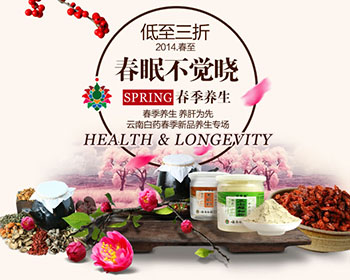 低至三折
2014.春至
春眠不觉晓
SPRING 春季养生
春季养生 养肝为先
云南白药春季新品养生专场
HEALTH & LONGEVITY